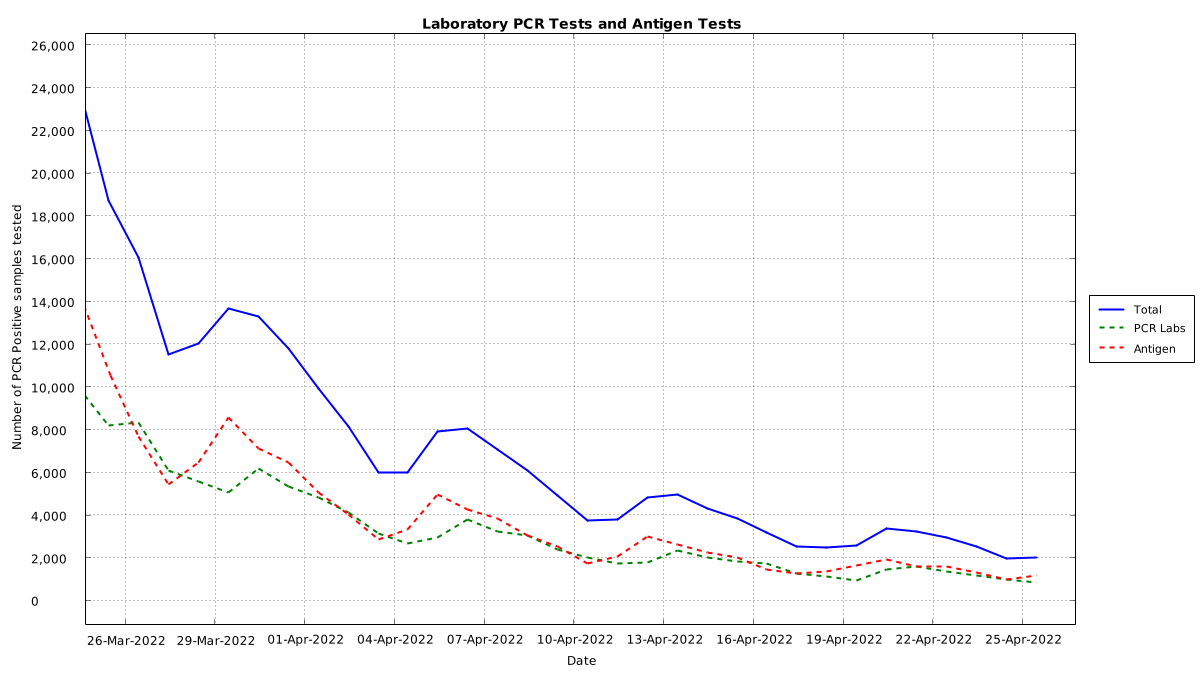 Laboratory PCR Tests and Antigen Tests
26,000
24,000
22,000
20,000
18,000
16,000
14,000
12,000
10,000
8,000
6,000
4,000
2,000
0
Number of PCR Positive samples tested
26-Mar-2022 29-Mar-2022 01-Apr-2022 04-Apr-2022 07-Apr-2022 10-Apr-2022 13-Apr-2022 16-Apr-2022 19-Apr-2022 22-Apr-2022 25-Apr-2022
Date
Total
PCR Labs
Antigen